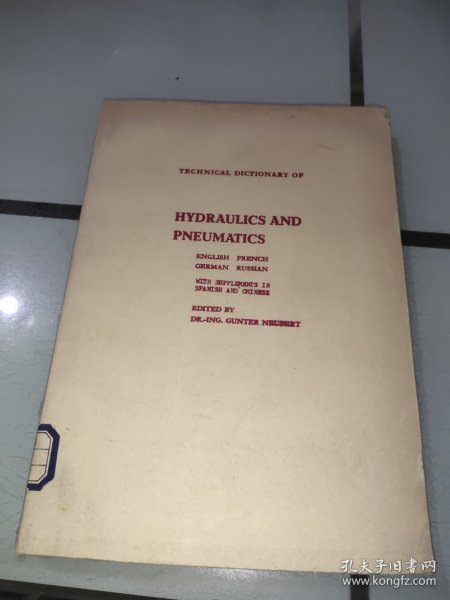 TECHNICAL DICTIONARY OF
HYDRAULICS AND
PNEUMATICS
ENGLISH FRENCH
GERMAN RUSSIAN
WITH SUPPLEMENTS IN
SPANISH AND CHINESE
EDITED BY
DR.-ING. GUNTER NEUBERT
孔夫子旧书网
www.kongfz.com